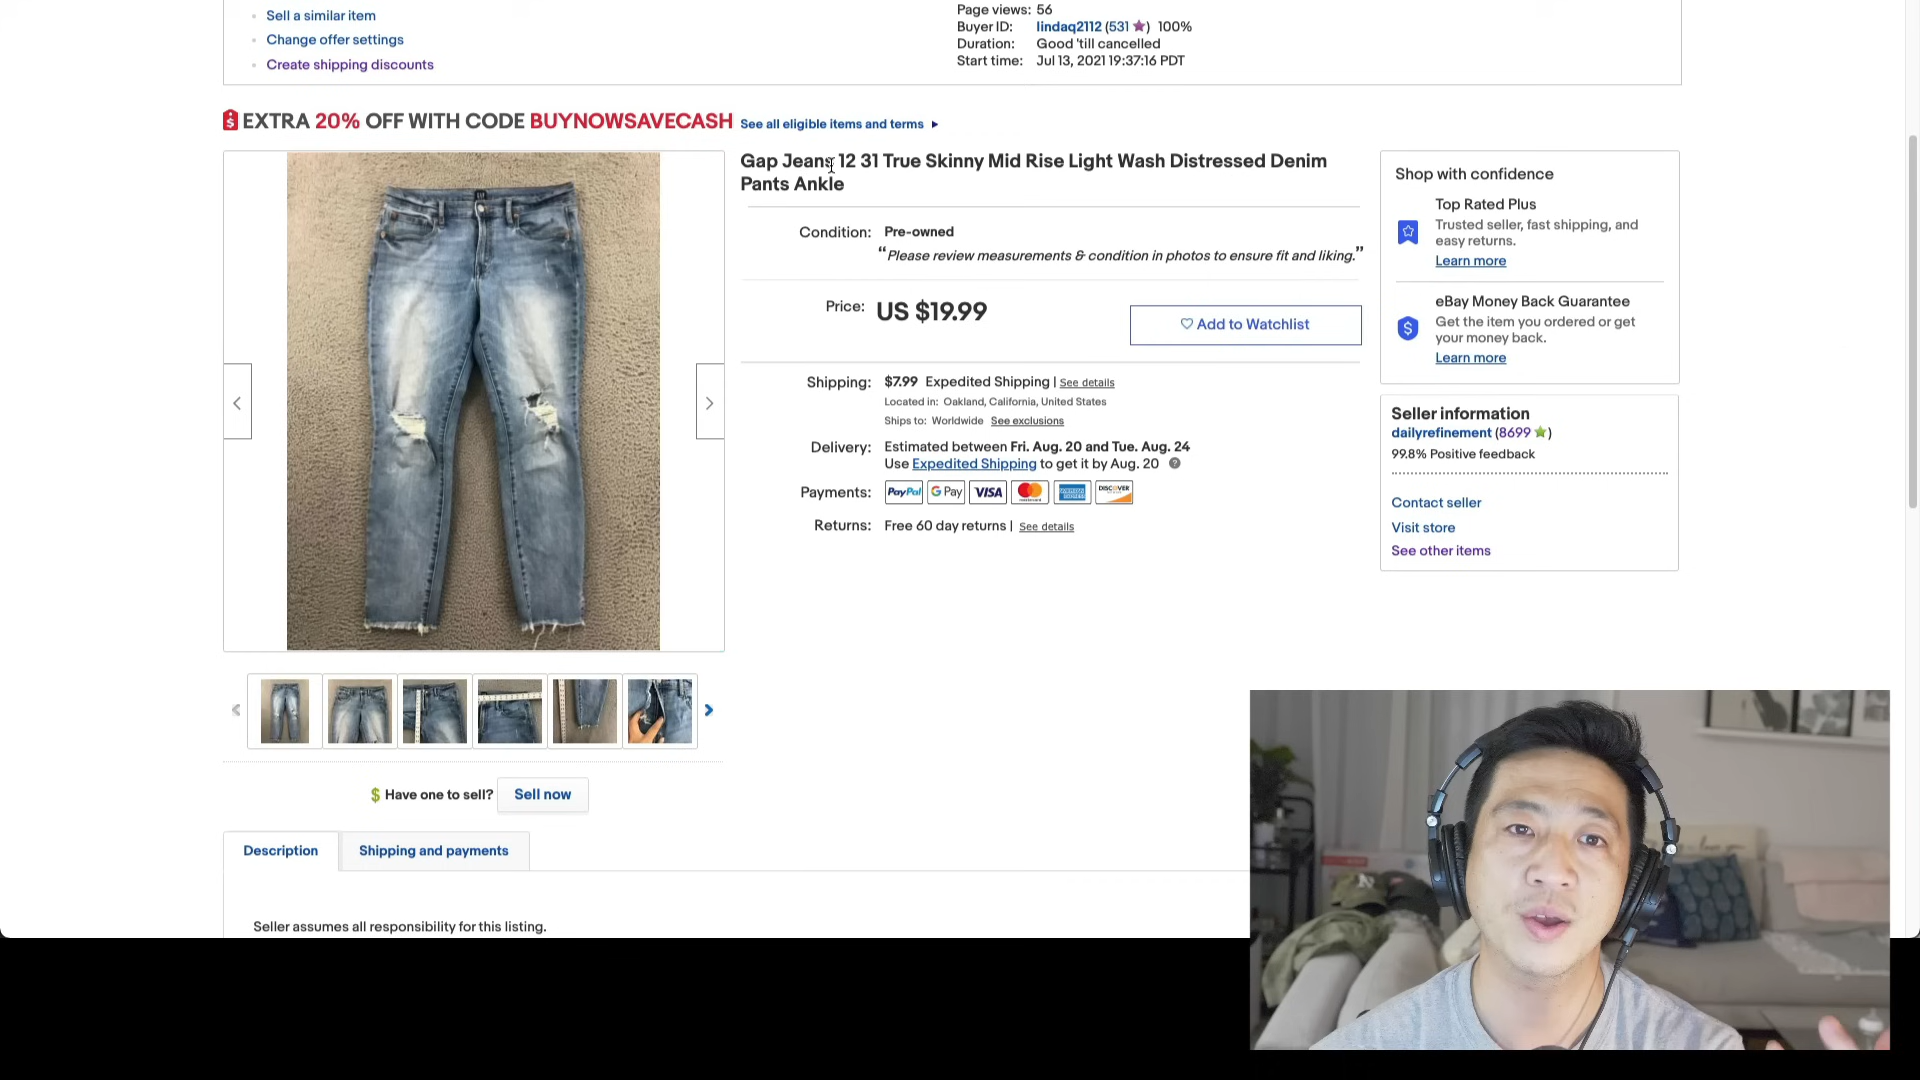 Sell a similar item
Change offer settings
Create shipping discounts
Page views: 56
Buyer ID: lindaq2112 (531 ) 100%
Duration: Good 'till cancelled
Start time: Jul 13, 2021 19:37:16 PDT
EXTRA 20% OFF WITH CODE BUYNOWSAVECASH See all eligible items and terms
Gap Jeans 12 31 True Skinny Mid Rise Light Wash Distressed Denim
Pants Ankle
Condition: Pre-owned
“Please review measurements & condition in photos to ensure fit and liking.”
Price: US $19.99
Add to Watchlist
Shipping: $7.99 Expedited Shipping | See details
Located in: Oakland, California, United States
Ships to: Worldwide See exclusions
Delivery: Estimated between Fri. Aug. 20 and Tue. Aug. 24
Use Expedited Shipping to get it by Aug. 20
Payments: PayPal G Pay VISA DISCOVER
Returns: Free 60 day returns | See details
Shop with confidence
Top Rated Plus
Trusted seller, fast shipping, and
easy returns.
Learn more
eBay Money Back Guarantee
Get the item you ordered or get
your money back.
Learn more
Seller information
dailyrefinement (8699 )
99.8% Positive feedback
Contact seller
Visit store
See other items
$ Have one to sell? Sell now
Description
Shipping and payments
Seller assumes all responsibility for this listing.